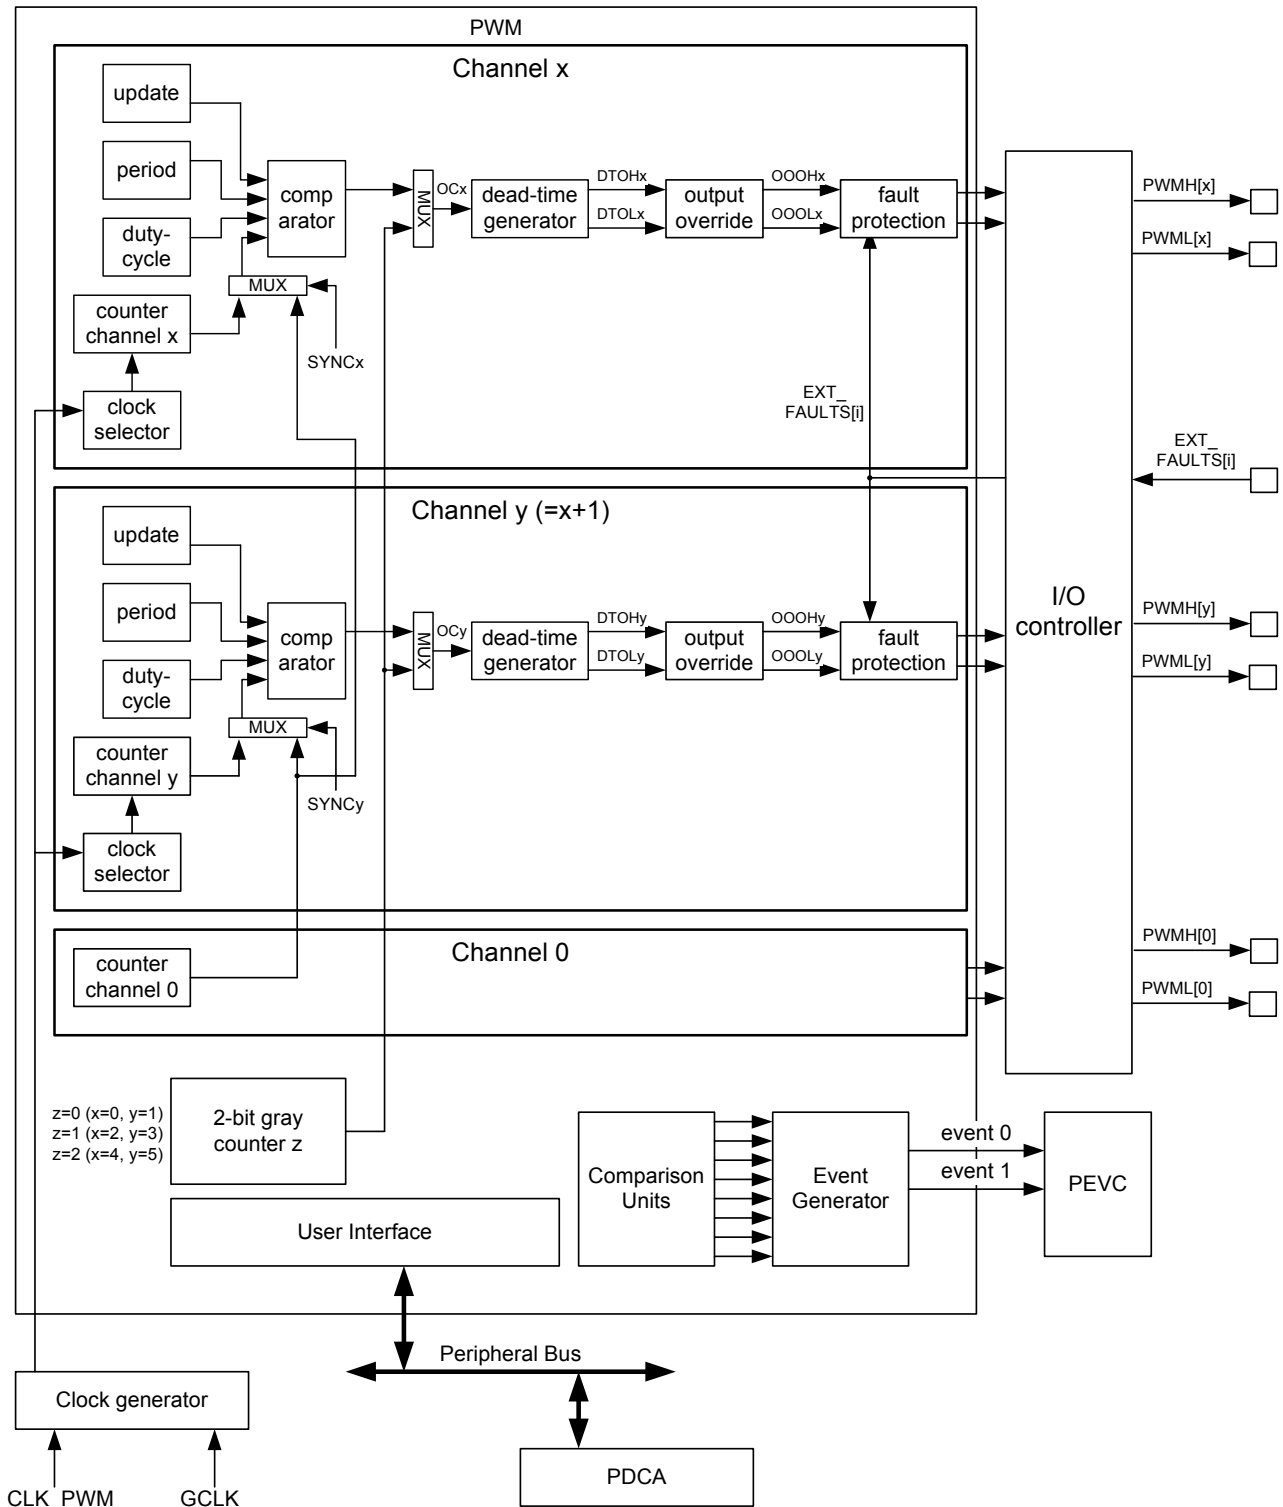 PWM
Channel x
update
period
duty-
cycle
comp
arator
MUX
counter
channel x
clock
selector
SYNCx
MUX
OCx
dead-time
generator
DTOHx
DTOLx
output
override
OOOHx
OOOLx
fault
protection
EXT_
FAULTS[i]
PWMH[x]
PWML[x]
EXT_
FAULTS[i]
Channel y (=x+1)
update
period
duty-
cycle
comp
arator
MUX
counter
channel y
clock
selector
SYNCy
MUX
OCy
dead-time
generator
DTOHy
DTOLy
output
override
OOOHy
OOOLy
fault
protection
I/O
controller
PWMH[y]
PWML[y]
Channel 0
counter
channel 0
PWMH[0]
PWML[0]
z=0 (x=0, y=1)
z=1 (x=2, y=3)
z=2 (x=4, y=5)
2-bit gray
counter z
Comparison
Units
Event
Generator
event 0
event 1
PEVC
User Interface
Peripheral Bus
Clock generator
PDCA
CLK_PWM
GCLK